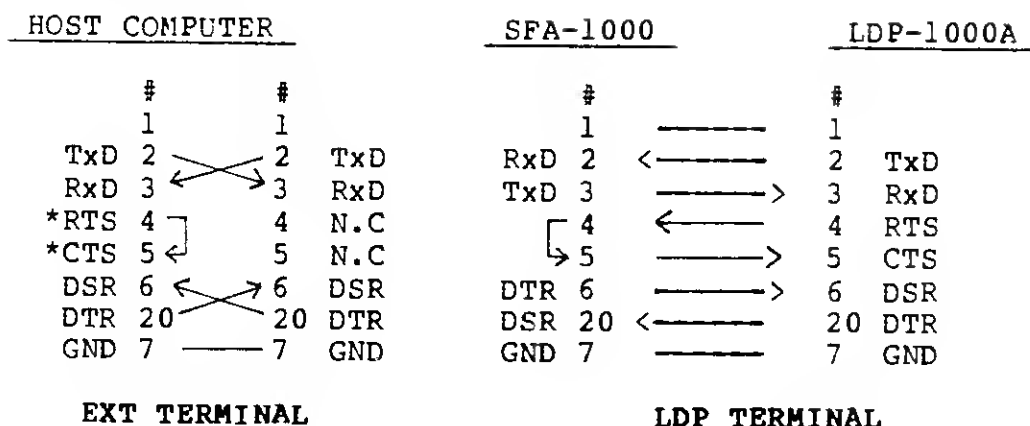 HOST COMPUTER SFA-1000 LDP-1000A
# # # #
1 1 1 1
TxD 2 2 TxD RxD 2 2 TxD
RxD 3 3 RxD TxD 3 3 RxD
*RTS 4 4 N.C 4 4 RTS
*CTS 5 5 N.C 5 5 CTS
DSR 6 6 DSR DTR 6 6 DSR
DTR 20 20 DTR DSR 20 20 DTR
GND 7 7 GND GND 7 7 GND
EXT TERMINAL LDP TERMINAL